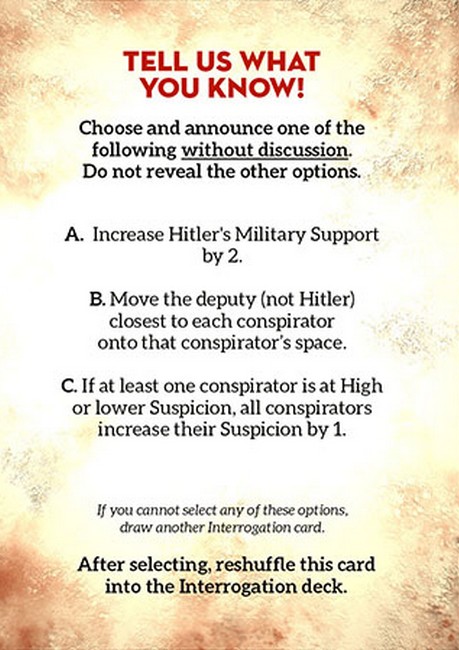 TELL US WHAT
YOU KNOW!
Choose and announce one of the
following without discussion.
Do not reveal the other options.
A. Increase Hitler's Military Support
by 2.
B. Move the deputy (not Hitler)
closest to each conspirator
onto that conspirator's space.
C. If at least one conspirator is at High
or lower Suspicion, all conspirators
increase their Suspicion by 1.
If you cannot select any of these options,
draw another Interrogation card.
After selecting, reshuffle this card
into the Interrogation deck.